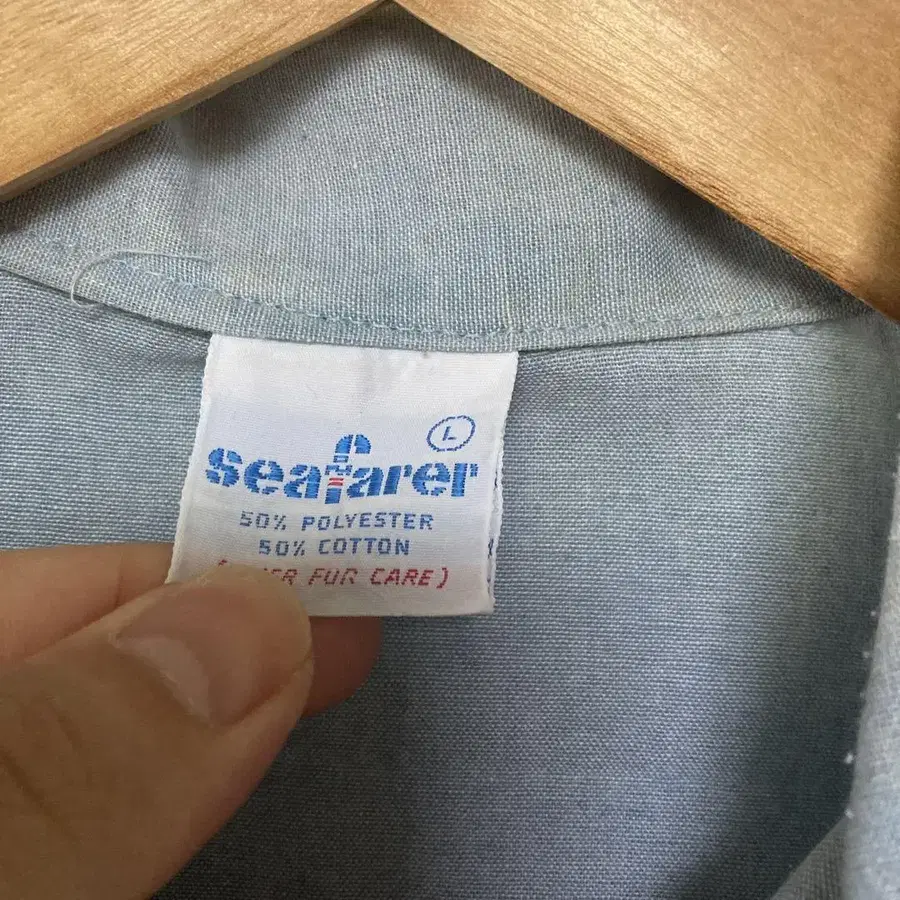 L
seafarer
50% POLYESTER
50% COTTON
FUR CARE)